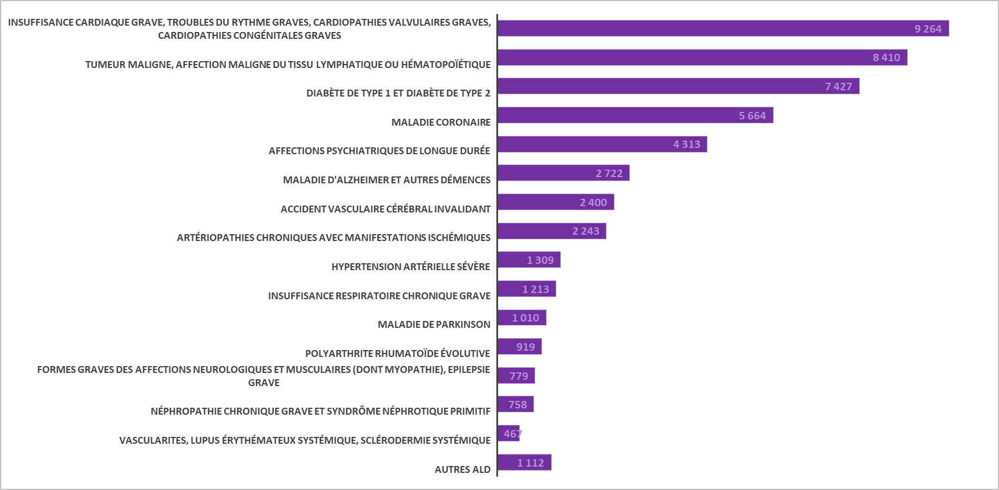 INSUFFISANCE CARDIAQUE GRAVE, TROUBLES DU RYTHME GRAVES, CARDIOPATHIES VALVULAIRES GRAVES,
CARDIOPATHIES CONGÉNITALES GRAVES
9 264
TUMEUR MALIGNE, AFFECTION MALIGNE DU TISSU LYMPHATIQUE OU HÉMATOPOÏÉTIQUE
8 410
DIABÈTE DE TYPE 1 ET DIABÈTE DE TYPE 2
7 427
MALADIE CORONAIRE
5 664
AFFECTIONS PSYCHIATRIQUES DE LONGUE DURÉE
4 313
MALADIE D'ALZHEIMER ET AUTRES DÉMENCES
2 722
ACCIDENT VASCULAIRE CÉRÉBRAL INVALIDANT
2 400
ARTÉRIOPATHIES CHRONIQUES AVEC MANIFESTATIONS ISCHÉMIQUES
2 243
HYPERTENSION ARTÉRIELLE SÉVÈRE
1 309
INSUFFISANCE RESPIRATOIRE CHRONIQUE GRAVE
1 213
MALADIE DE PARKINSON
1 010
POLYARTHRITE RHUMATOÏDE ÉVOLUTIVE
919
FORMES GRAVES DES AFFECTIONS NEUROLOGIQUES ET MUSCULAIRES (DONT MYOPATHIE), EPILEPSIE
GRAVE
779
NÉPHROPATHIE CHRONIQUE GRAVE ET SYNDRÔME NÉPHROTIQUE PRIMITIF
758
VASCULARITES, LUPUS ÉRYTHÉMATEUX SYSTÉMIQUE, SCLÉRODERMIE SYSTÉMIQUE
467
AUTRES ALD
1 112